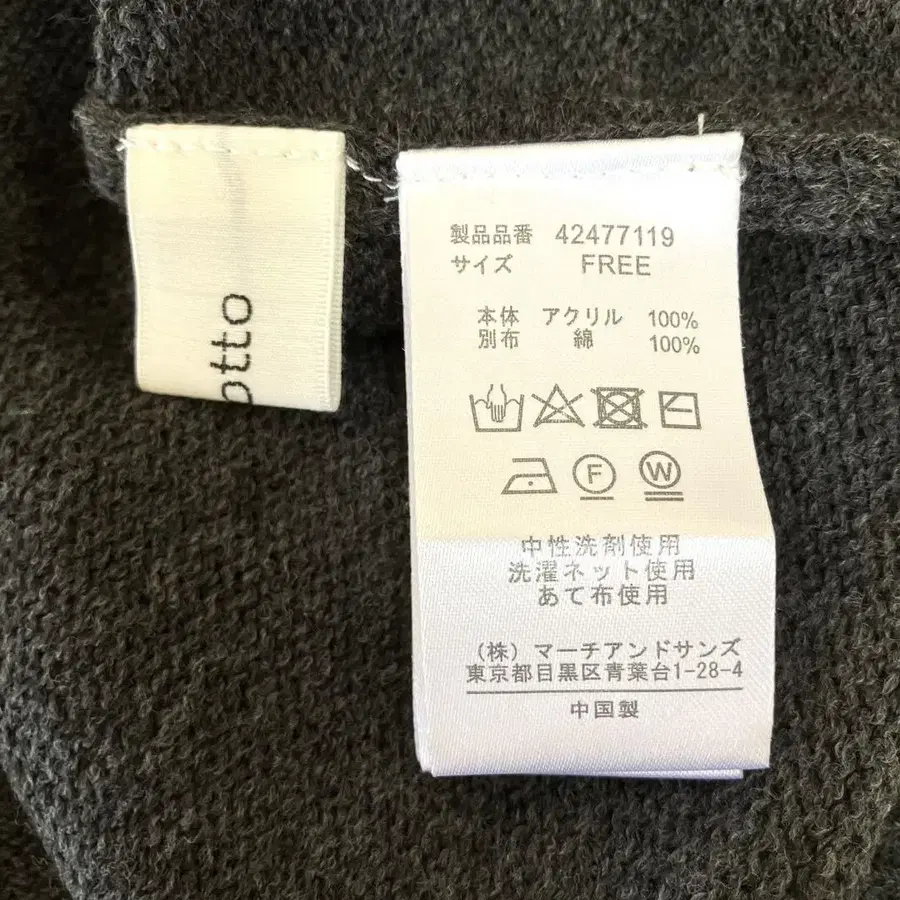 otto
製品品番 42477119
サイズ FREE
本体 アクリル 100%
別布 綿 100%
F W
中性洗剤使用
洗濯ネット使用
あて布使用
(株) マーチアンドサンズ
東京都目黒区青葉台1-28-4
中国製